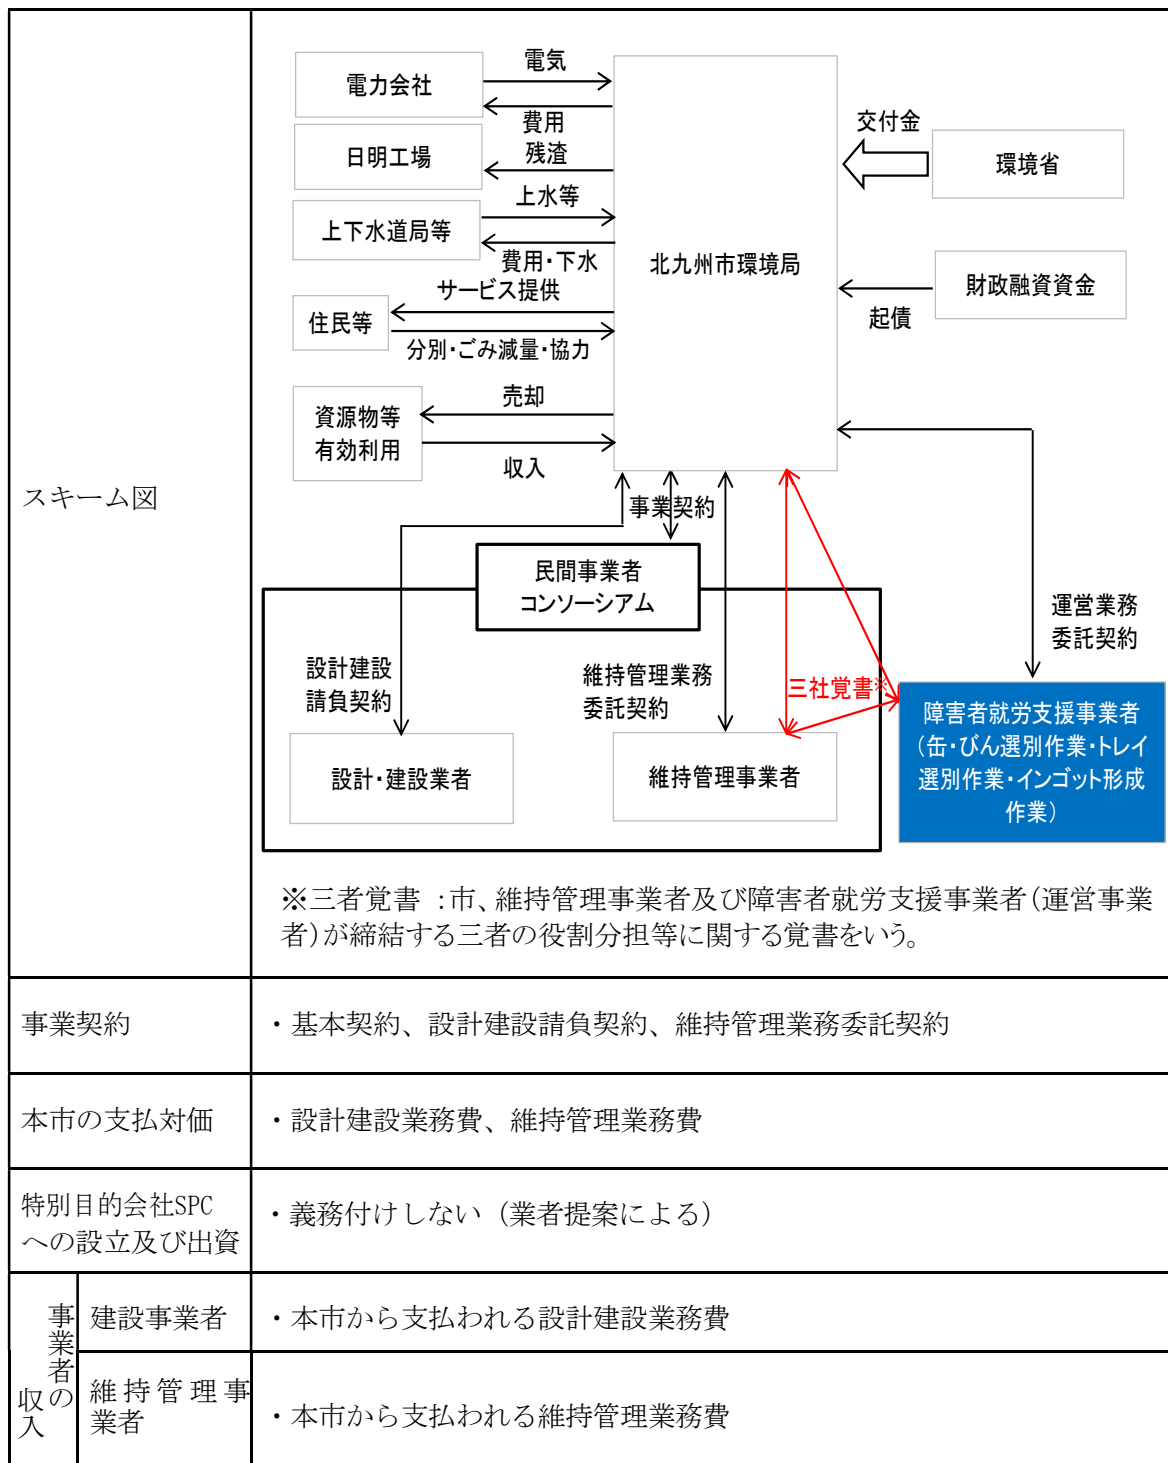 スキーム図
電力会社
電気
費用
日明工場
残渣
上下水道局等
上水等
費用・下水
住民等
サービス提供
分別・ごみ減量・協力
資源物等
有効利用
売却
収入
北九州市環境局
交付金
環境省
財政融資資金
起債
事業契約
民間事業者
コンソーシアム
設計建設
請負契約
維持管理業務
委託契約
三社覚書※
運営業務
委託契約
設計・建設業者
維持管理事業者
障害者就労支援事業者
(缶・びん選別作業・トレイ
選別作業・インゴット形成
作業)
※三者覚書 :市、維持管理事業者及び障害者就労支援事業者(運営事業
者)が締結する三者の役割分担等に関する覚書をいう。
事業契約
・基本契約、設計建設請負契約、維持管理業務委託契約
本市の支払対価
・設計建設業務費、維持管理業務費
特別目的会社SPC
への設立及び出資
・義務付けしない（業者提案による）
事業者の
収入
建設事業者
・本市から支払われる設計建設業務費
維持管理事
業者
・本市から支払われる維持管理業務費